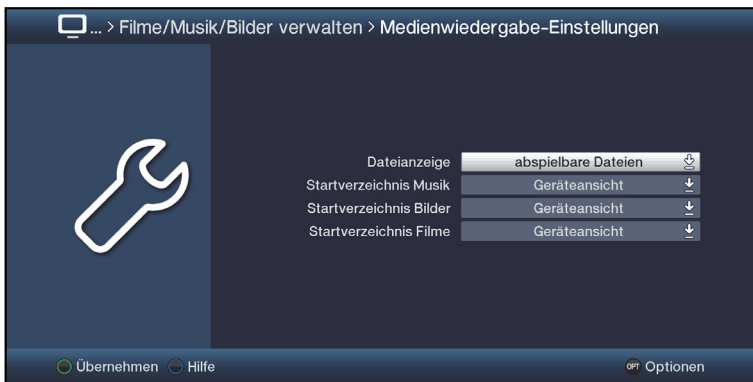 ... > Filme/Musik/Bilder verwalten > Medienwiedergabe-Einstellungen
Dateianzeige abspielbare Dateien
Startverzeichnis Musik Geräteansicht
Startverzeichnis Bilder Geräteansicht
Startverzeichnis Filme Geräteansicht
Übernehmen Hilfe OPT Optionen